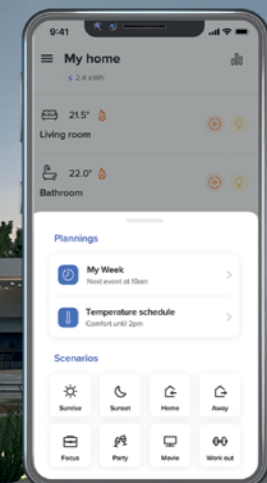 9:41
My home
2.4 kWh
21.5°
Living room
22.0°
Bathroom
Plannings
My Week
Next event at 10am
Temperature schedule
Comfort until 2pm
Scenarios
Sunrise Sunset Home Away
Focus Party Movie Work out